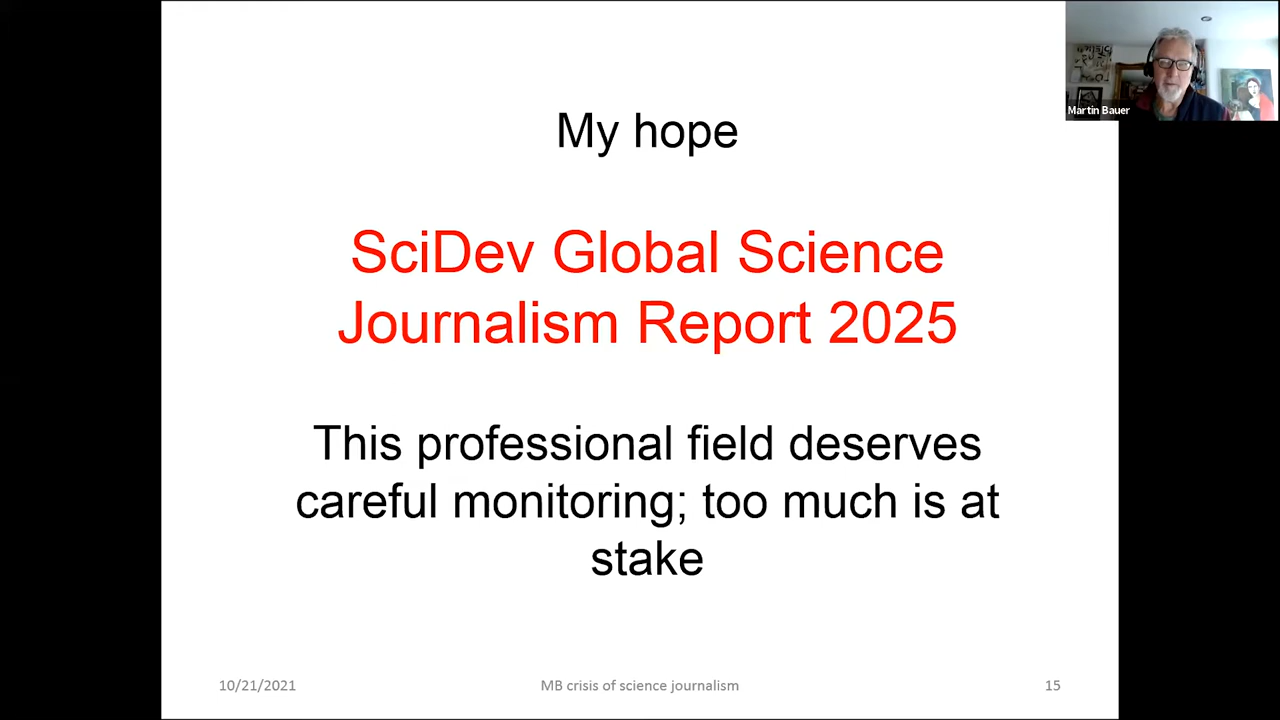 My hope
SciDev Global Science
Journalism Report 2025
This professional field deserves
careful monitoring; too much is at
stake
10/21/2021
MB crisis of science journalism
15
Martin Bauer